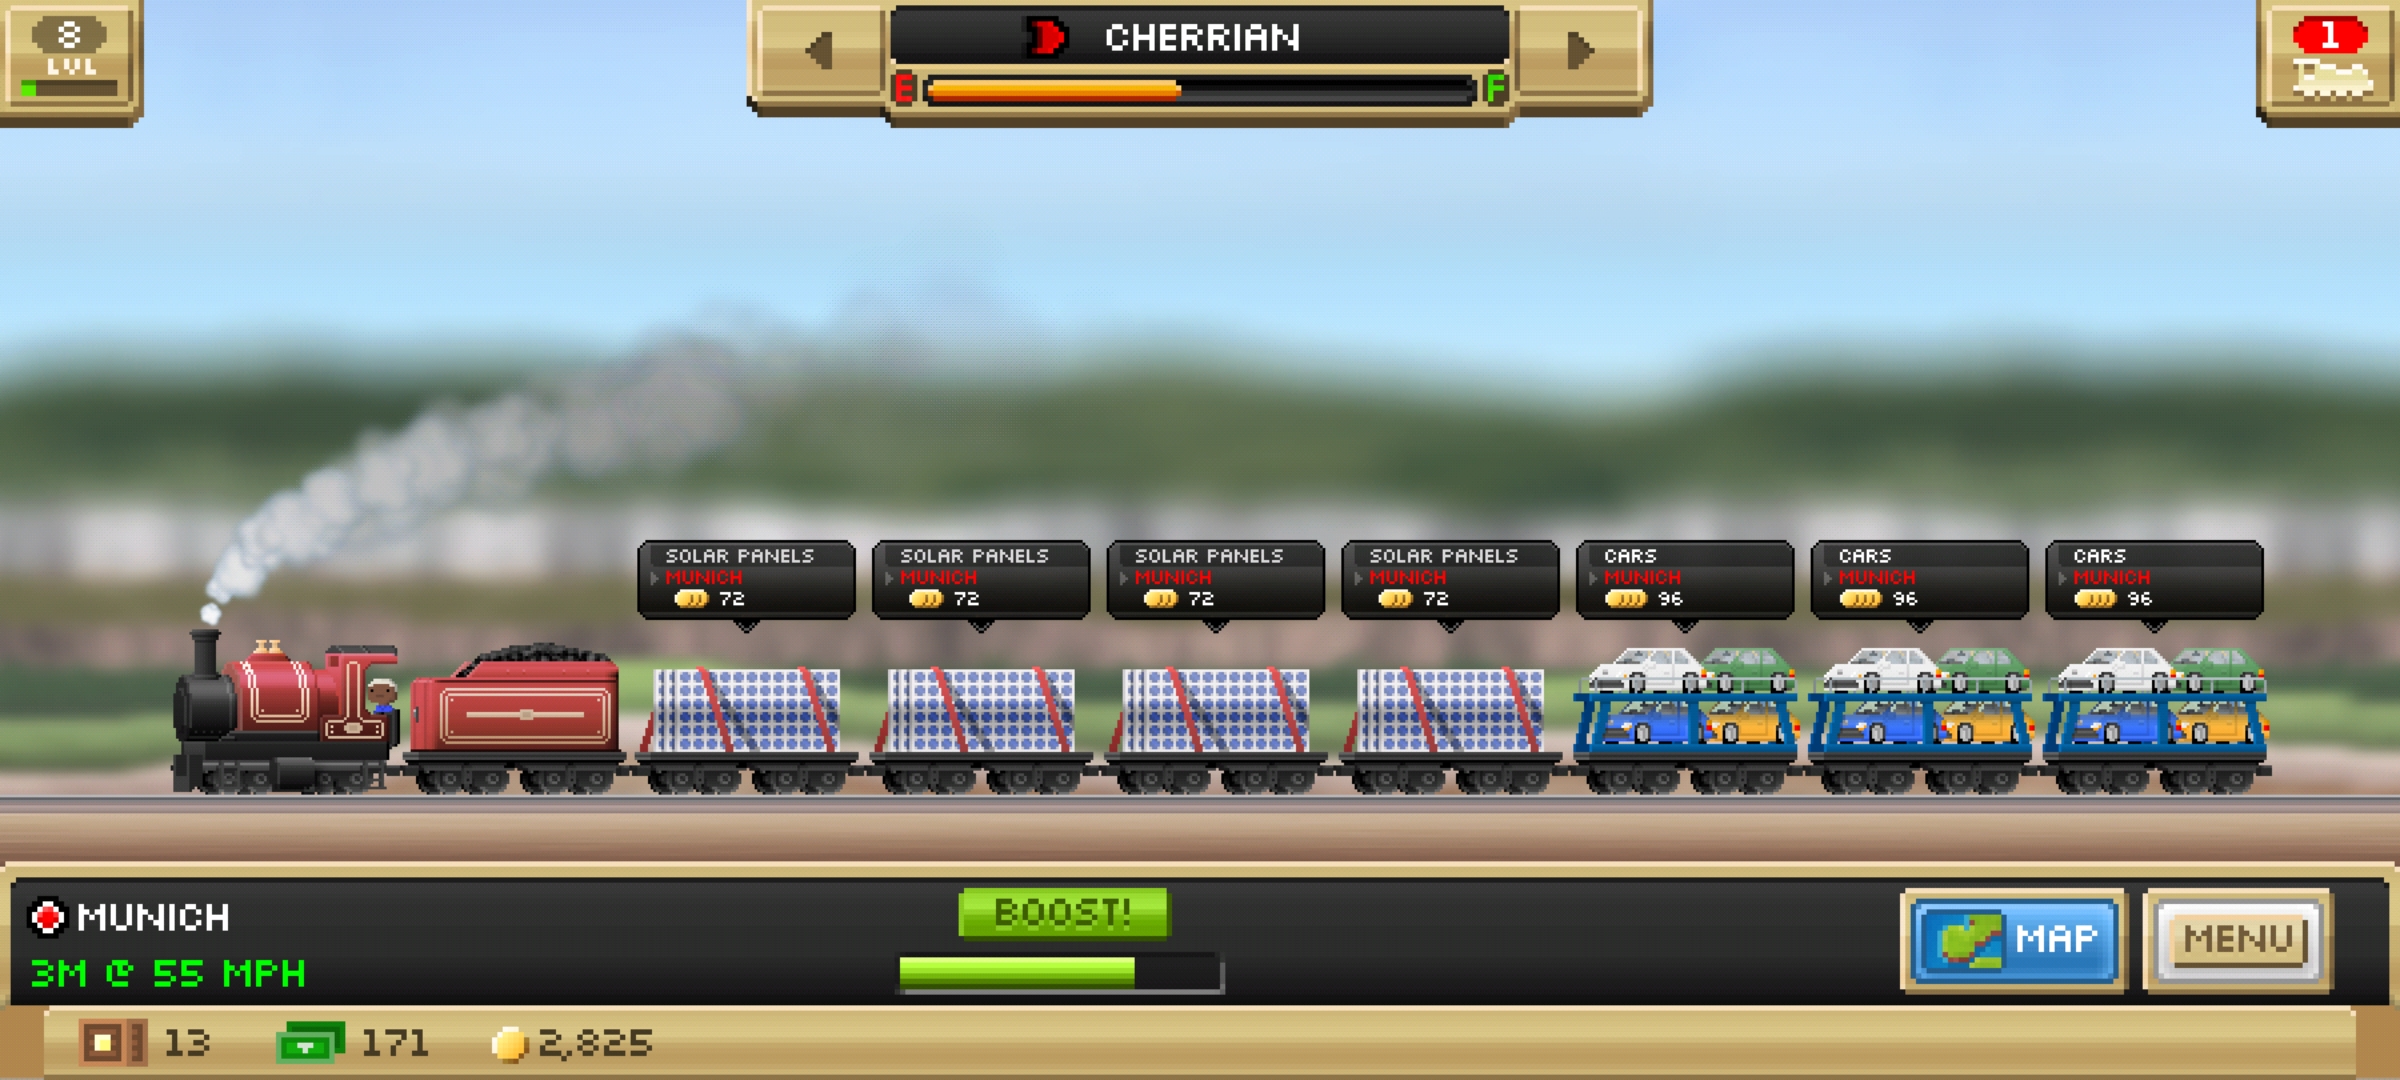 8
LVL
CHERRIAN
E F
1
SOLAR PANELS
MUNICH
72
SOLAR PANELS
MUNICH
72
SOLAR PANELS
MUNICH
72
SOLAR PANELS
MUNICH
72
CARS
MUNICH
96
CARS
MUNICH
96
CARS
MUNICH
96
MUNICH
3M @ 55 MPH
BOOST!
MAP
MENU
13 171 2,825